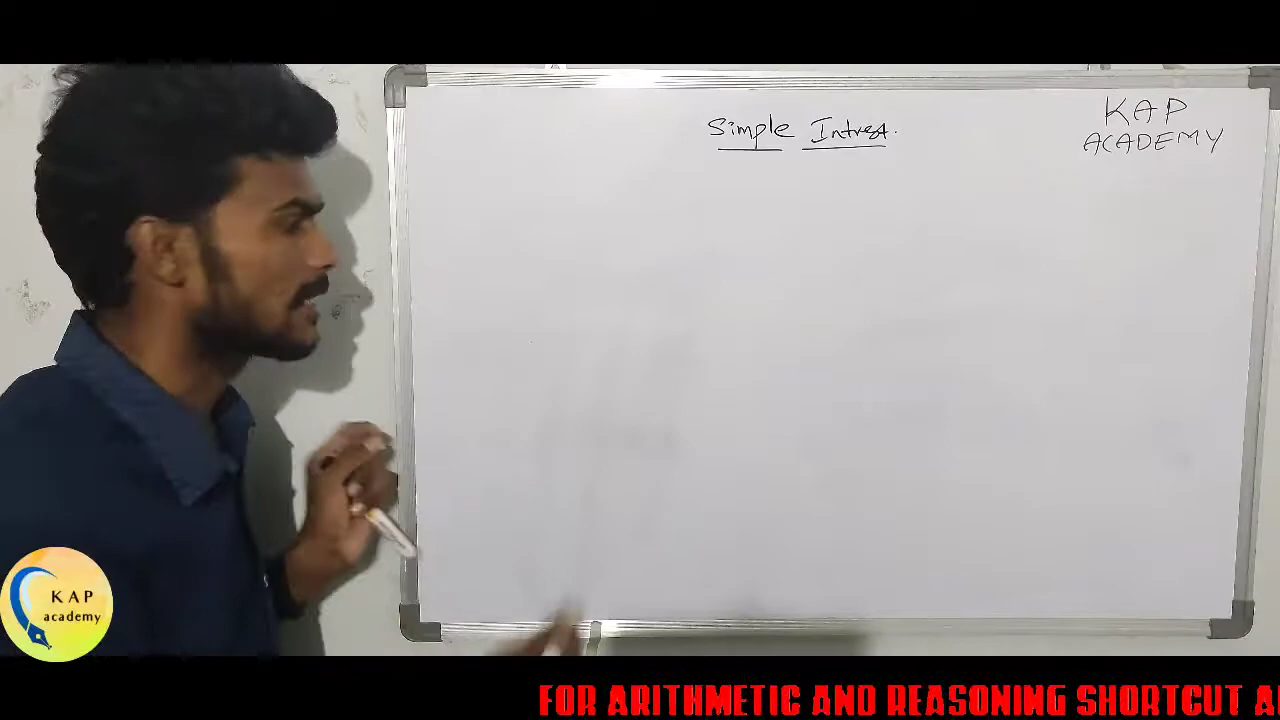 Simple Intrest.
KAP
ACADEMY
KAP
academy
FOR ARITHMETIC AND REASONING SHORTCUT